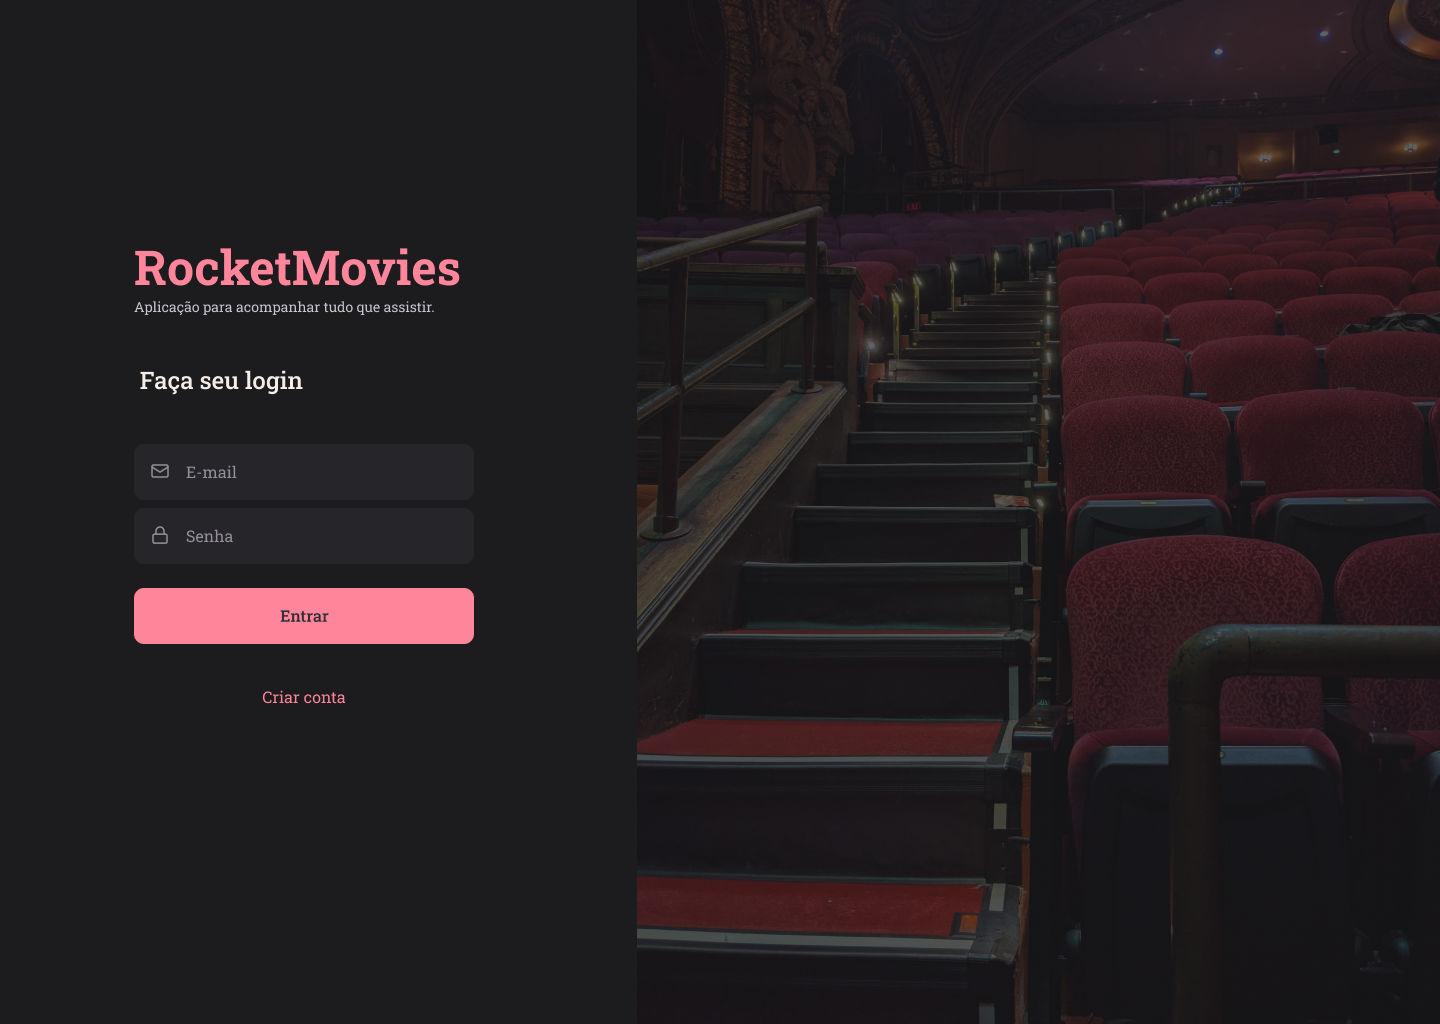 RocketMovies
Aplicação para acompanhar tudo que assistir.
Faça seu login
E-mail
Senha
Entrar
Criar conta